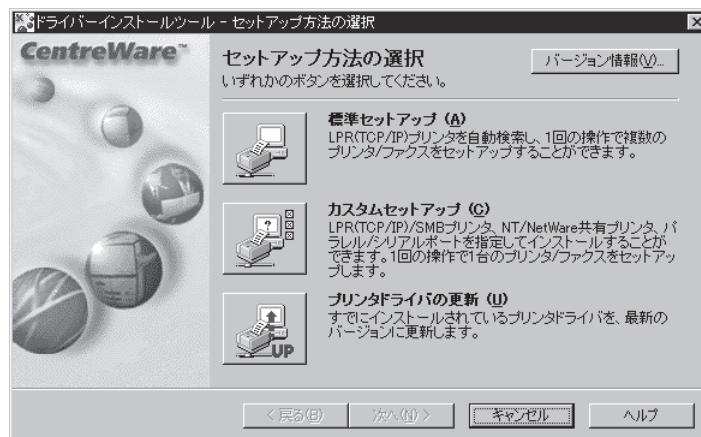 ドライバーインストールツール - セットアップ方法の選択
CentreWare™
セットアップ方法の選択
いずれかのボタンを選択してください。
バージョン情報(V)...
標準セットアップ (A)
LPR(TCP/IP)プリンタを自動検索し、1回の操作で複数の
プリンタ/ファクスをセットアップすることができます。
カスタムセットアップ (C)
LPR(TCP/IP)/SMBプリンタ、NT/NetWare共有プリンタ、パ
ラレル/シリアルポートを指定してインストールすることが
できます。1回の操作で1台のプリンタ/ファクスをセットアッ
プします。
プリンタドライバの更新 (U)
すでにインストールされているプリンタドライバを、最新の
バージョンに更新します。
UP
< 戻る(B)
次へ(N) >
キャンセル
ヘルプ